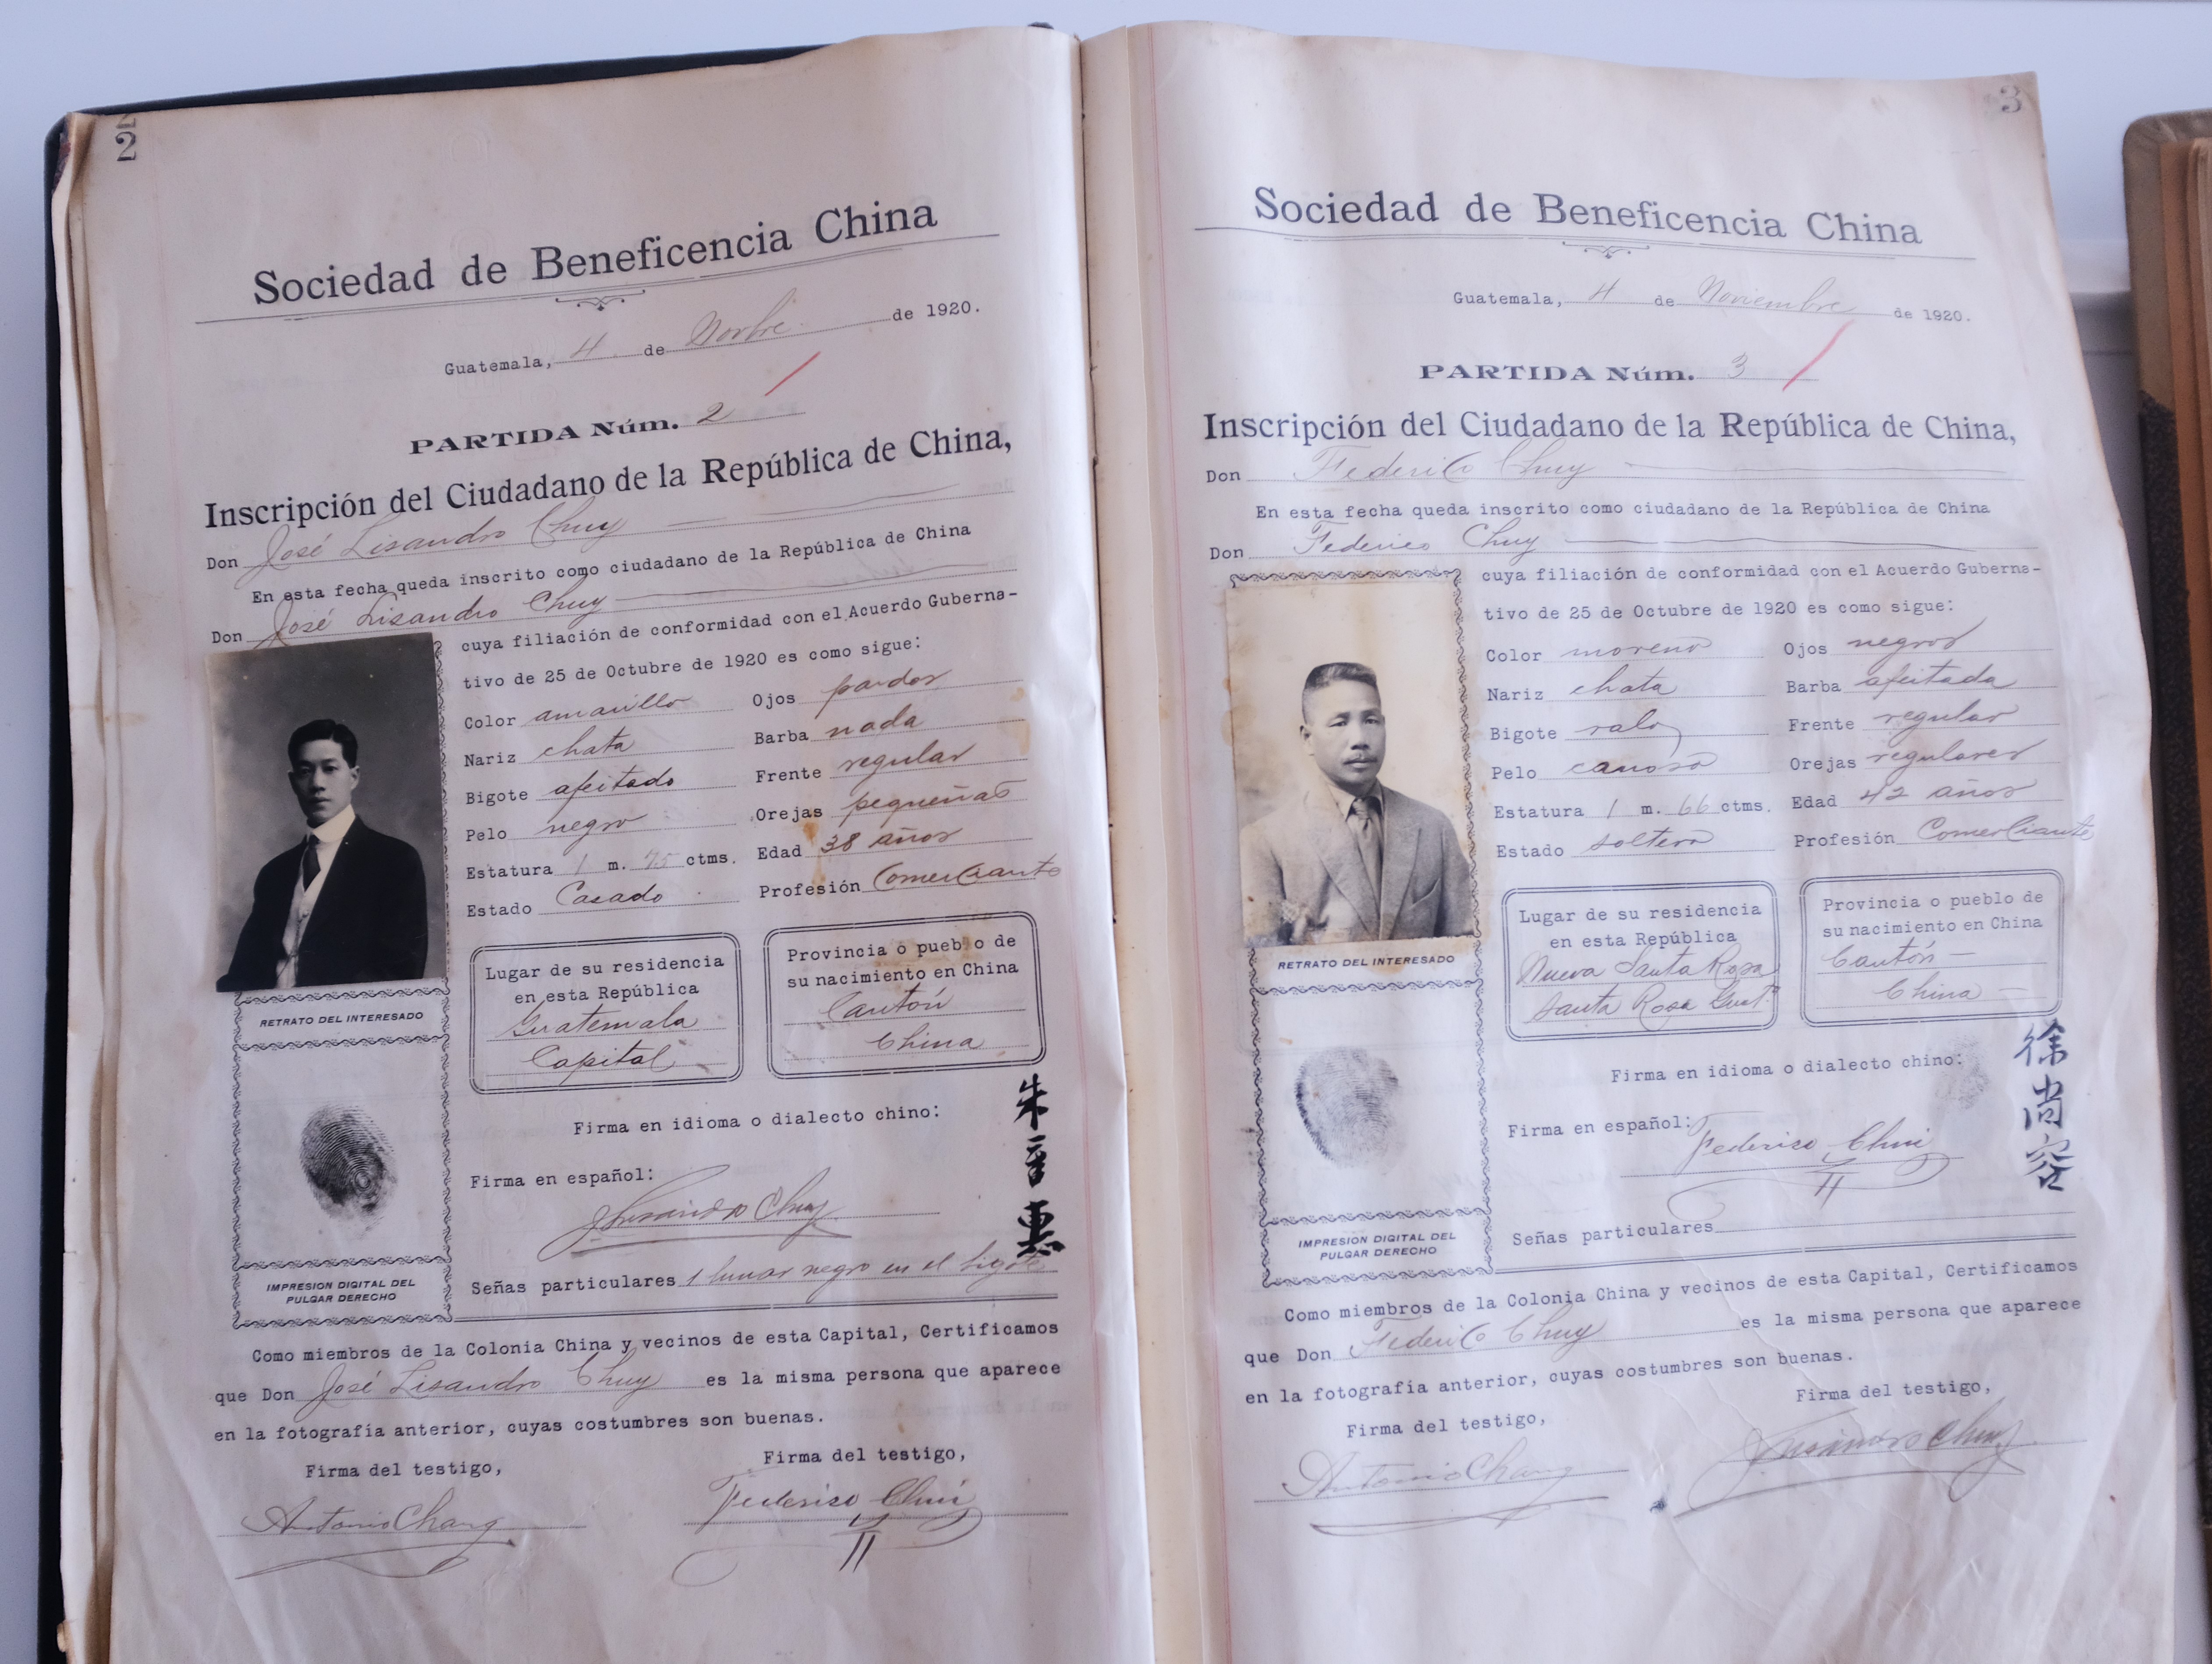 2
Sociedad de Beneficencia China
Guatemala, 4 de Novbre. de 1920.
PARTIDA Núm. 2
Inscripción del Ciudadano de la República de China,
Don José Lisandro Chuy
En esta fecha queda inscrito como ciudadano de la República de China
Don José Lisandro Chuy
cuya filiación de conformidad con el Acuerdo Guberna-
tivo de 25 de Octubre de 1920 es como sigue:
Color amarillo Ojos pardos
Nariz chata Barba nada
Bigote afeitado Frente regular
Pelo negro Orejas pequeñas
Estatura 1 m. 75 ctms. Edad 38 años
Estado Casado Profesión Comerciante
RETRATO DEL INTERESADO
Lugar de su residencia
en esta República
Guatemala
Capital
Provincia o pueblo de
su nacimiento en China
Cantón
China
Firma en idioma o dialecto chino:
Firma en español:
JLisandro Chuy
Señas particulares 1 lunar negro en el bigote
IMPRESION DIGITAL DEL
PULGAR DERECHO
Como miembros de la Colonia China y vecinos de esta Capital, Certificamos
que Don José Lisandro Chuy es la misma persona que aparece
en la fotografía anterior, cuyas costumbres son buenas.
Firma del testigo, Firma del testigo,
Antonio Chang Federico Chui
3
Sociedad de Beneficencia China
Guatemala, 4 de Noviembre de 1920.
PARTIDA Núm. 3
Inscripción del Ciudadano de la República de China,
Don Federico Chuy
En esta fecha queda inscrito como ciudadano de la República de China
Don Federico Chuy
cuya filiación de conformidad con el Acuerdo Guberna-
tivo de 25 de Octubre de 1920 es como sigue:
Color moreno Ojos negros
Nariz chata Barba afeitada
Bigote ralo Frente regular
Pelo canoso Orejas regulares
Estatura 1 m. 66 ctms. Edad 42 años
Estado soltero Profesión Comerciante
RETRATO DEL INTERESADO
Lugar de su residencia
en esta República
Nueva Santa Rosa
Santa Rosa Guat.
Provincia o pueblo de
su nacimiento en China
Cantón
China
Firma en idioma o dialecto chino:
徐尚容
Firma en español:
Federico Chui
Señas particulares
IMPRESION DIGITAL DEL
PULGAR DERECHO
Como miembros de la Colonia China y vecinos de esta Capital, Certificamos
que Don Federico Chuy es la misma persona que aparece
en la fotografía anterior, cuyas costumbres son buenas.
Firma del testigo, Firma del testigo,
Antonio Chang JLisandro Chuy